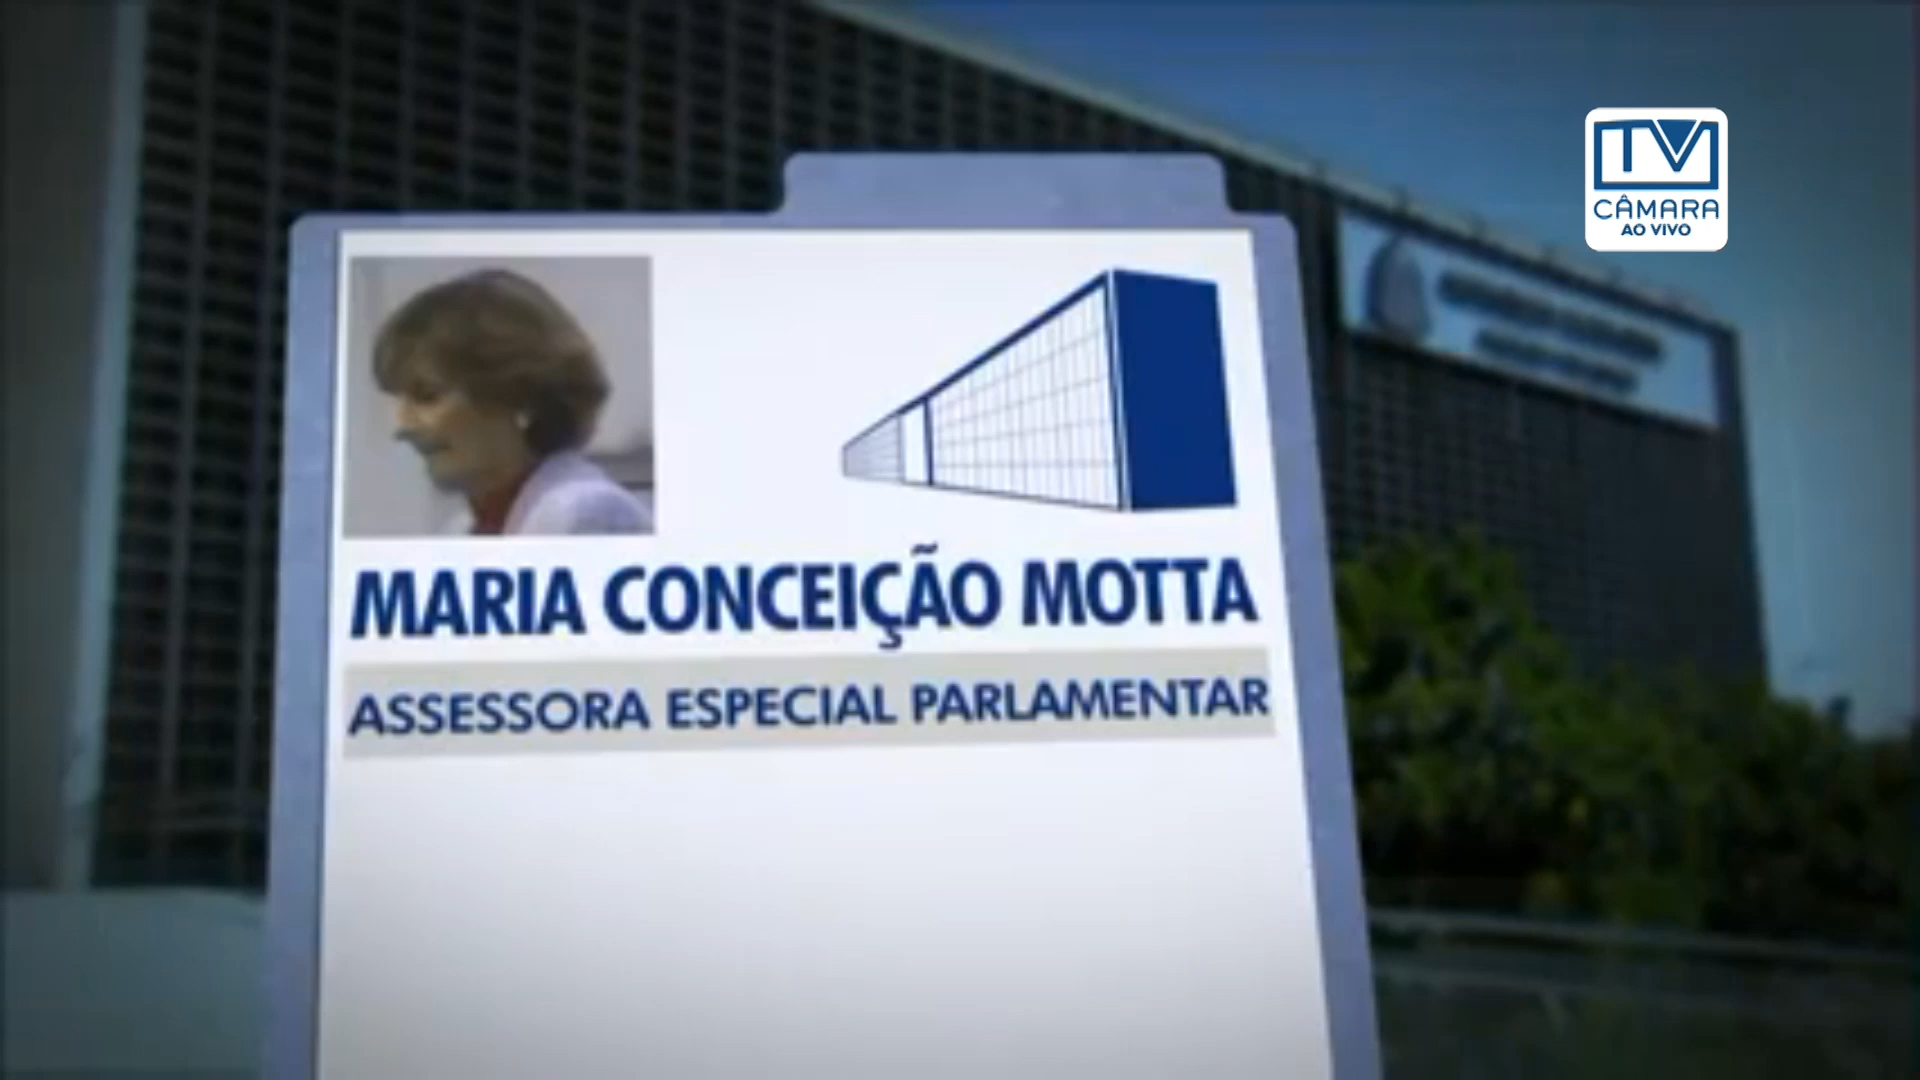 TV
CÂMARA
AO VIVO
MARIA CONCEIÇÃO MOTTA
ASSESSORA ESPECIAL PARLAMENTAR